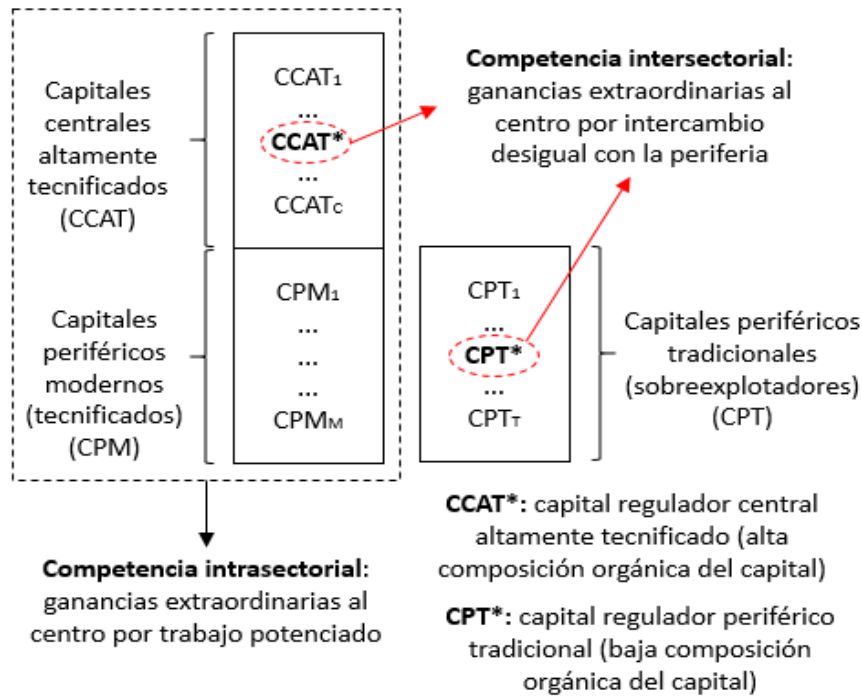 Capitales
centrales
altamente
tecnificados
(CCAT)
CCAT₁
...
CCAT*
...
CCATc
Competencia intersectorial:
ganancias extraordinarias al
centro por intercambio
desigual con la periferia
Capitales
periféricos
modernos
(tecnificados)
(CPM)
CPM₁
...
...
...
CPMM
CPT₁
...
CPT*
...
CPTT
Capitales periféricos
tradicionales
(sobreexplotadores)
(CPT)
Competencia intrasectorial:
ganancias extraordinarias al
centro por trabajo potenciado
CCAT*: capital regulador central
altamente tecnificado (alta
composición orgánica del capital)
CPT*: capital regulador periférico
tradicional (baja composición
orgánica del capital)